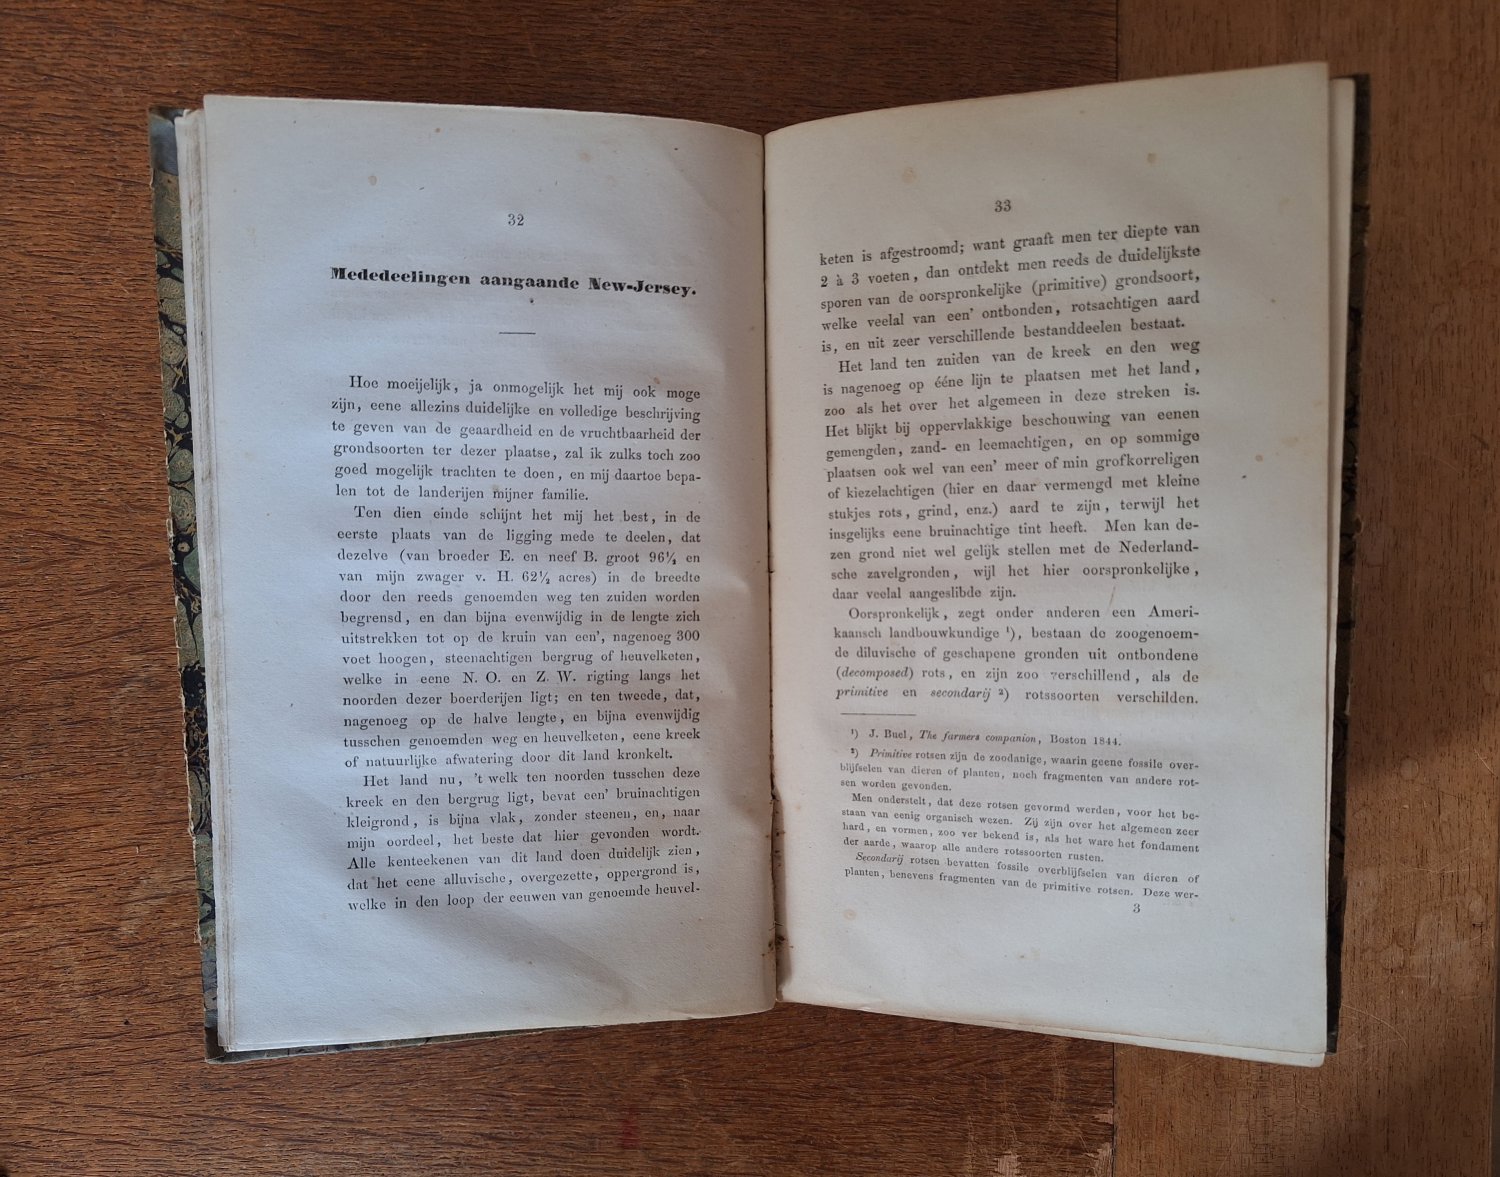 32
Mededeelingen aangaande New-Jersey.
Hoe moeijelijk, ja onmogelijk het mij ook moge
zijn, eene allezins duidelijke en volledige beschrijving
te geven van de geaardheid en de vruchtbaarheid der
grondsoorten ter dezer plaatse, zal ik zulks toch zoo
goed mogelijk trachten te doen, en mij daartoe bepa-
len tot de landerijen mijner familie.
Ten dien einde schijnt het mij het best, in de
eerste plaats van de ligging mede te deelen, dat
dezelve (van broeder E. en neef B. groot 96½ en
van mijn zwager v. H. 62½ acres) in de breedte
door den reeds genoemden weg ten zuiden worden
begrensd, en dan bijna evenwijdig in de lengte zich
uitstrekken tot op de kruin van een', nagenoeg 300
voet hoogen, steenachtigen bergrug of heuvelketen,
welke in eene N. O. en Z. W. rigting langs het
noorden dezer boerderijen ligt; en ten tweede, dat,
nagenoeg op de halve lengte, en bijna evenwijdig
tusschen genoemden weg en heuvelketen, eene kreek
of natuurlijke afwatering door dit land kronkelt.
Het land nu, 't welk ten noorden tusschen deze
kreek en den bergrug ligt, bevat een' bruinachtigen
kleigrond, is bijna vlak, zonder steenen, en, naar
mijn oordeel, het beste dat hier gevonden wordt.
Alle kenteekenen van dit land doen duidelijk zien,
dat het eene alluvische, overgezette, oppergrond is,
welke in den loop der eeuwen van genoemde heuvel-
33
keten is afgestroomd; want graaft men ter diepte van
2 à 3 voeten, dan ontdekt men reeds de duidelijkste
sporen van de oorspronkelijke (primitive) grondsoort,
welke veelal van een' ontbonden, rotsachtigen aard
is, en uit zeer verschillende bestanddeelen bestaat.
Het land ten zuiden van de kreek en den weg
is nagenoeg op ééne lijn te plaatsen met het land,
zoo als het over het algemeen in deze streken is.
Het blijkt bij oppervlakkige beschouwing van eenen
gemengden, zand- en leemachtigen, en op sommige
plaatsen ook wel van een' meer of min grofkorreligen
of kiezelachtigen (hier en daar vermengd met kleine
stukjes rots, grind, enz.) aard te zijn, terwijl het
insgelijks eene bruinachtige tint heeft. Men kan de-
zen grond niet wel gelijk stellen met de Nederland-
sche zavelgronden, wijl het hier oorspronkelijke,
daar veelal aangeslibde zijn.
Oorspronkelijk, zegt onder anderen een Ameri-
kaansch landbouwkundige ¹), bestaan de zoogenoem-
de diluvische of geschapene gronden uit ontbondene
(decomposed) rots, en zijn zoo verschillend, als de
primitive en secondarij ²) rotssoorten verschilden.
¹) J. Buel, The farmers companion, Boston 1844.
²) Primitive rotsen zijn de zoodanige, waarin geene fossile over-
blijfselen van dieren of planten, noch fragmenten van andere rot-
sen worden gevonden.
Men onderstelt, dat deze rotsen gevormd werden, voor het be-
staan van eenig organisch wezen. Zij zijn over het algemeen zeer
hard, en vormen, zoo ver bekend is, als het ware het fondament
der aarde, waarop alle andere rotssoorten rusten.
Secondarij rotsen bevatten fossile overblijfselen van dieren of
planten, benevens fragmenten van de primitive rotsen. Deze wer-
3